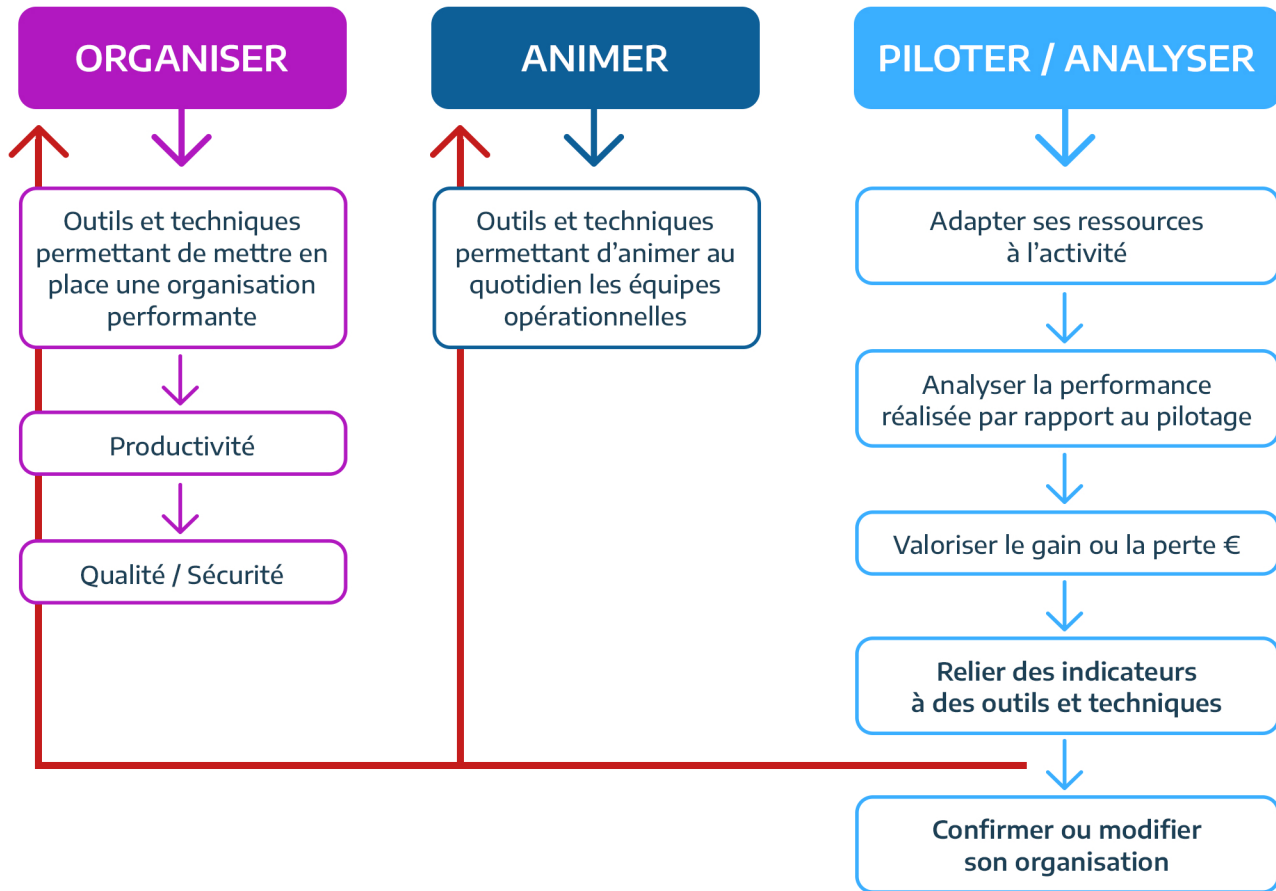 ORGANISER
Outils et techniques
permettant de mettre en
place une organisation
performante
Productivité
Qualité / Sécurité
ANIMER
Outils et techniques
permettant d’animer au
quotidien les équipes
opérationnelles
PILOTER / ANALYSER
Adapter ses ressources
à l’activité
Analyser la performance
réalisée par rapport au pilotage
Valoriser le gain ou la perte €
Relier des indicateurs
à des outils et techniques
Confirmer ou modifier
son organisation